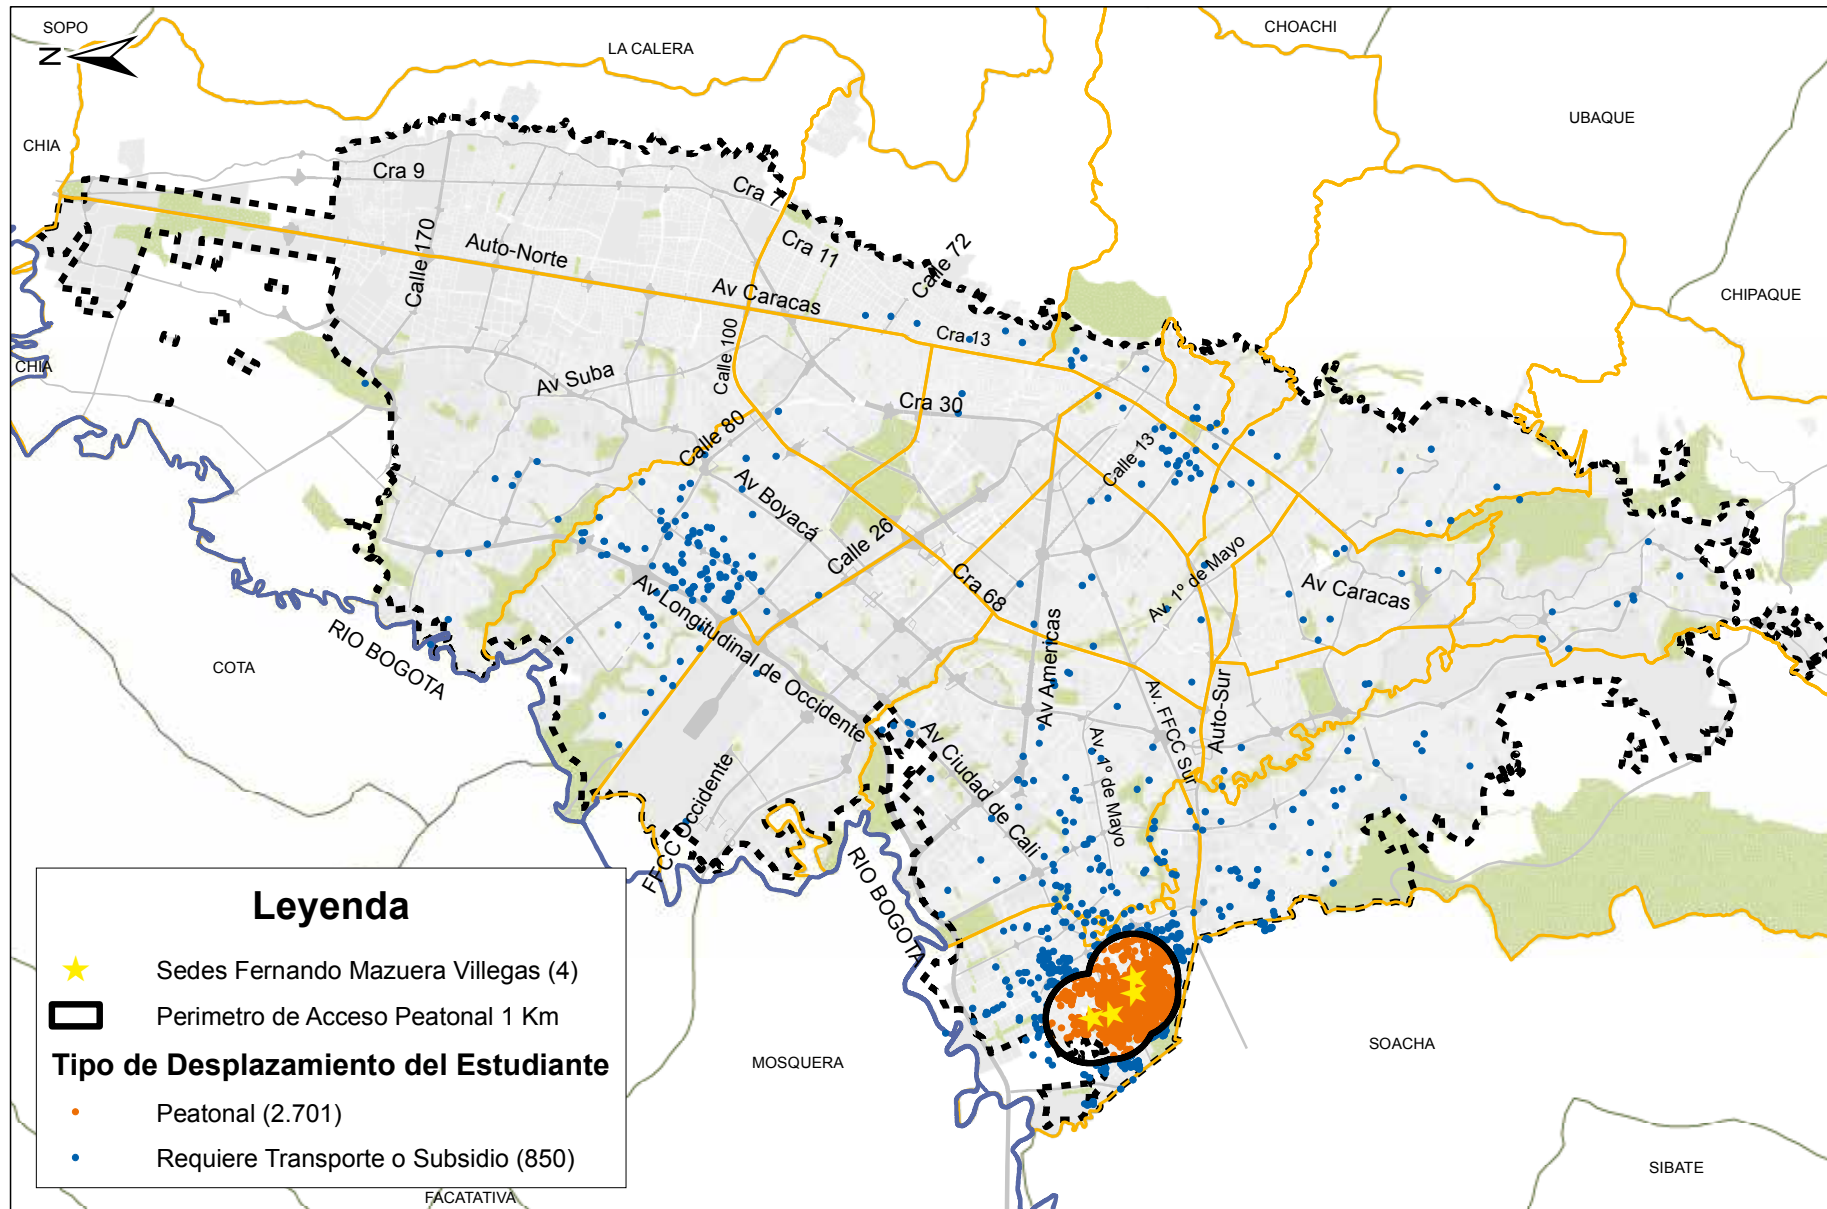 SOPO
CHOACHI
LA CALERA
N
UBAQUE
CHIA
Cra 9
Cra 7
Calle 170
Auto-Norte
Cra 11
Calle 72
CHIPAQUE
Av Caracas
Cra 13
Calle 100
CHIA
Av Suba
Cra 30
Calle 80
Calle 13
Av Boyacá
Calle 26
Av. 1º de Mayo
Cra 68
Av Caracas
Av Longitudinal de Occidente
RIO BOGOTA
COTA
Av Americas
Av. FFCC Sur
Auto-Sur
Av Ciudad de Cali
Av 1º de Mayo
FFCC Occidente
RIO BOGOTA
Leyenda
Sedes Fernando Mazuera Villegas (4)
Perimetro de Acceso Peatonal 1 Km
Tipo de Desplazamiento del Estudiante
Peatonal (2.701)
Requiere Transporte o Subsidio (850)
MOSQUERA
SOACHA
SIBATE
FACATATIVA